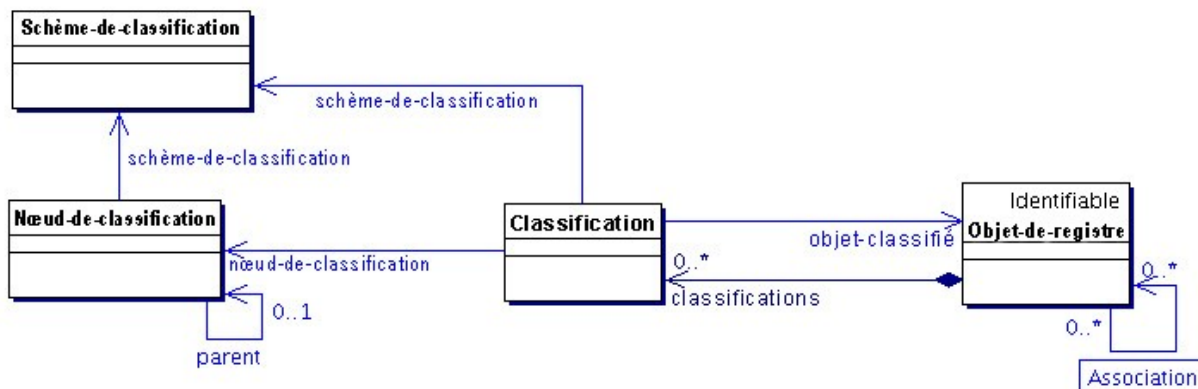 Schème-de-classification
schème-de-classification
schème-de-classification
Nœud-de-classification
Classification
Identifiable
Objet-de-registre
objet-classifié
nœud-de-classification
0..*
classifications
0..*
0..1
0..*
parent
Association